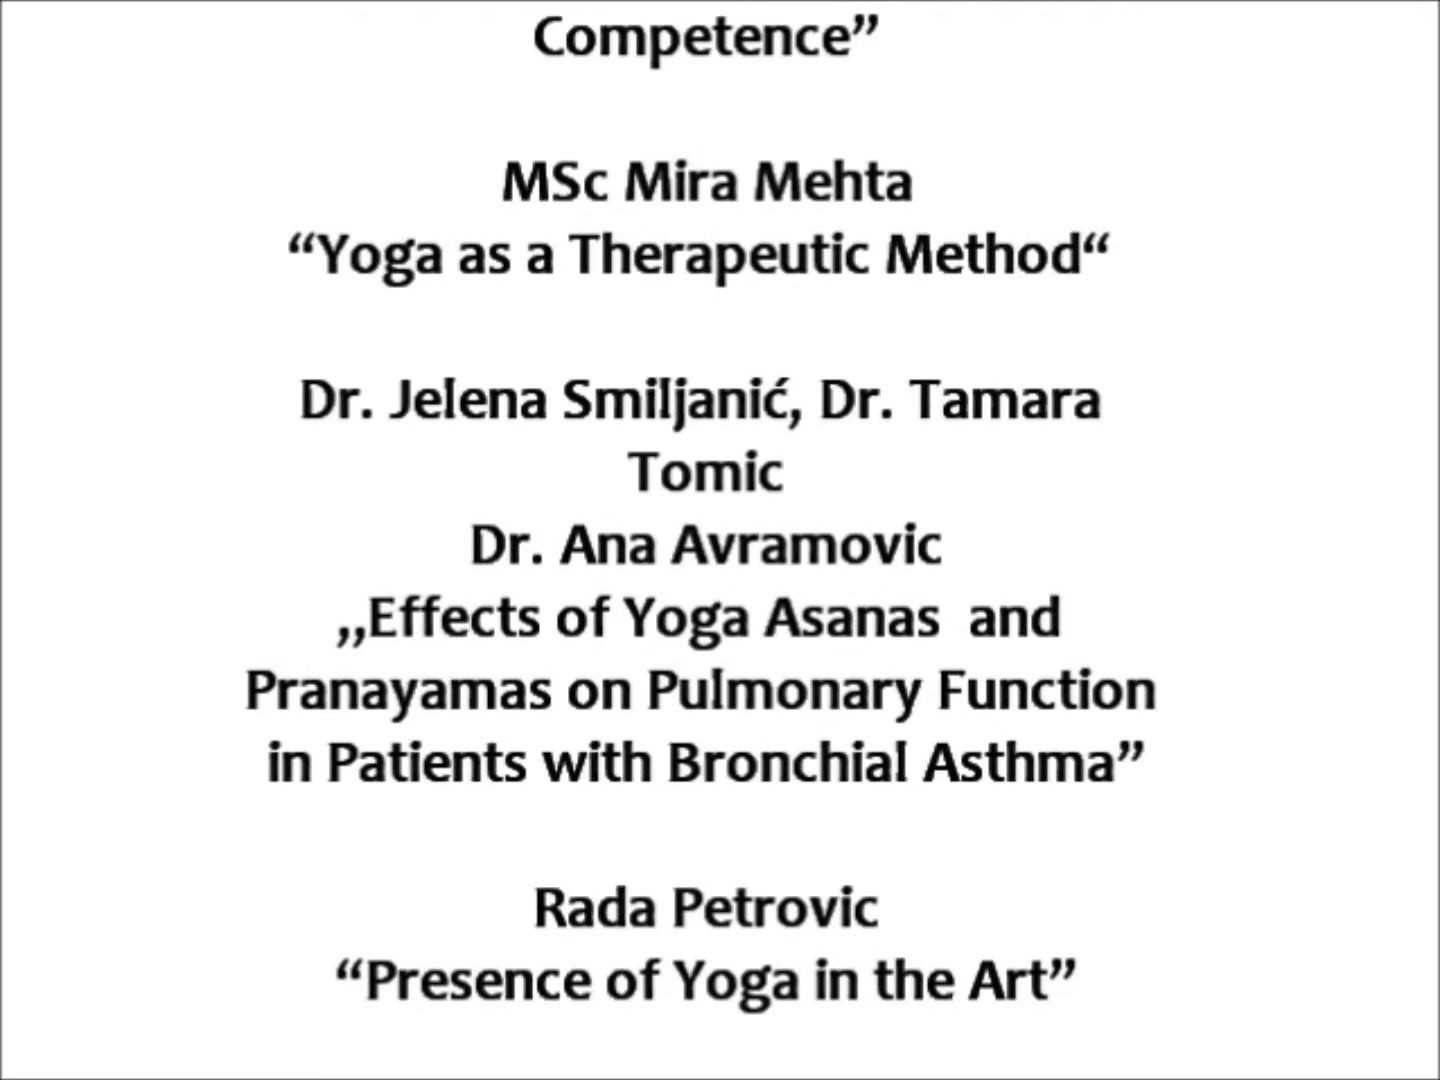 Competence”
MSc Mira Mehta
“Yoga as a Therapeutic Method“
Dr. Jelena Smiljanić, Dr. Tamara
Tomic
Dr. Ana Avramovic
„Effects of Yoga Asanas  and
Pranayamas on Pulmonary Function
in Patients with Bronchial Asthma”
Rada Petrovic
“Presence of Yoga in the Art”